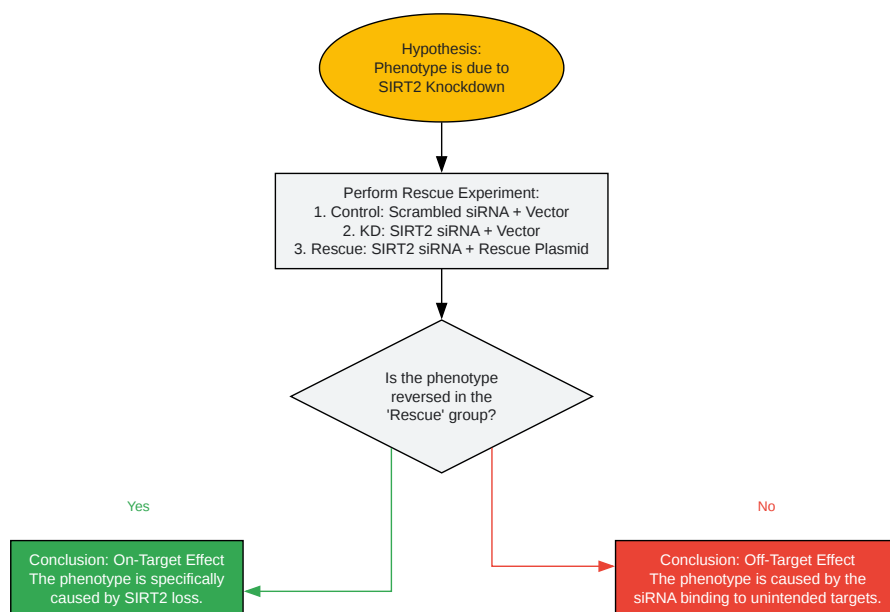 Hypothesis:
Phenotype is due to
SIRT2 Knockdown
Perform Rescue Experiment:
1. Control: Scrambled siRNA + Vector
2. KD: SIRT2 siRNA + Vector
3. Rescue: SIRT2 siRNA + Rescue Plasmid
Is the phenotype
reversed in the
'Rescue' group?
Yes
No
Conclusion: On-Target Effect
The phenotype is specifically
caused by SIRT2 loss.
Conclusion: Off-Target Effect
The phenotype is caused by the
siRNA binding to unintended targets.